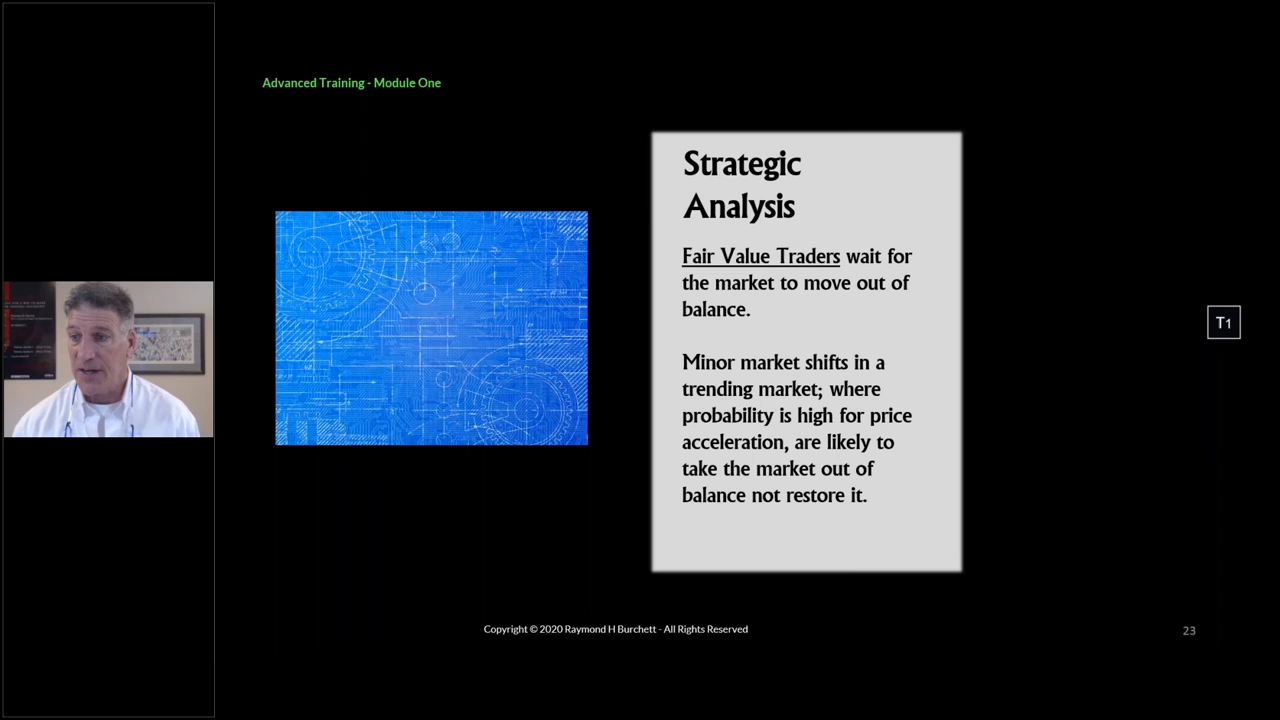 Advanced Training - Module One
Strategic
Analysis
Fair Value Traders wait for
the market to move out of
balance.
Minor market shifts in a
trending market; where
probability is high for price
acceleration, are likely to
take the market out of
balance not restore it.
T1
Copyright © 2020 Raymond H Burchett - All Rights Reserved
23